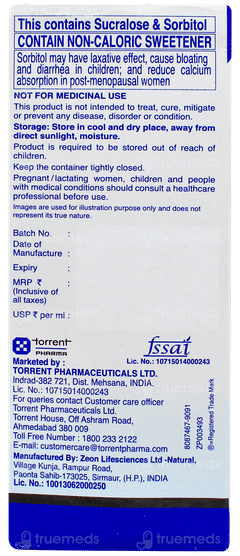 This contains Sucralose & Sorbitol
CONTAIN NON-CALORIC SWEETENER
Sorbitol may have laxative effect, cause bloating
and diarrhéa in children; and reduce calcium
absorption in post-menopausal women
NOT FOR MEDICINAL USE
This product is not intended to treat, cure, mitigate
or prevent any disease, disorder or condition.
Storage: Store in cool and dry place, away from
direct sunlight, moisture.
Product is required to be stored out of reach of
children.
Keep the container tightly closed.
Pregnant/lactating women, children and people
with medical conditions should consult a healthcare
professional before use.
Images are used for illustration purpose only and does not
represent its true nature.
Batch No. :
Date of
Manufacture :
Expiry :
MRP ₹ :
(Inclusive of
all taxes)
USP ₹ per ml :
torrent
PHARMA
fssai
Lic. No.: 10715014000243
Marketed by :
TORRENT PHARMACEUTICALS LTD.
Indrad-382 721, Dist. Mehsana, INDIA.
Lic. No.: 10715014000243
For queries contact Customer care officer
Torrent Pharmaceuticals Ltd.
Torrent House, Off Ashram Road,
Ahmedabad 380 009
Toll Free Number : 1800 233 2122
E-mail: customercare@torrentpharma.com
Manufactured By: Zeon Lifesciences Ltd -Natural,
Village Kunja, Rampur Road,
Paonta Sahib-173025, Sirmaur, (H.P.), INDIA
Lic. No.: 10013062000250
8087467-9091
ZP003493
®=Registered Trade Mark
truemeds
truemeds